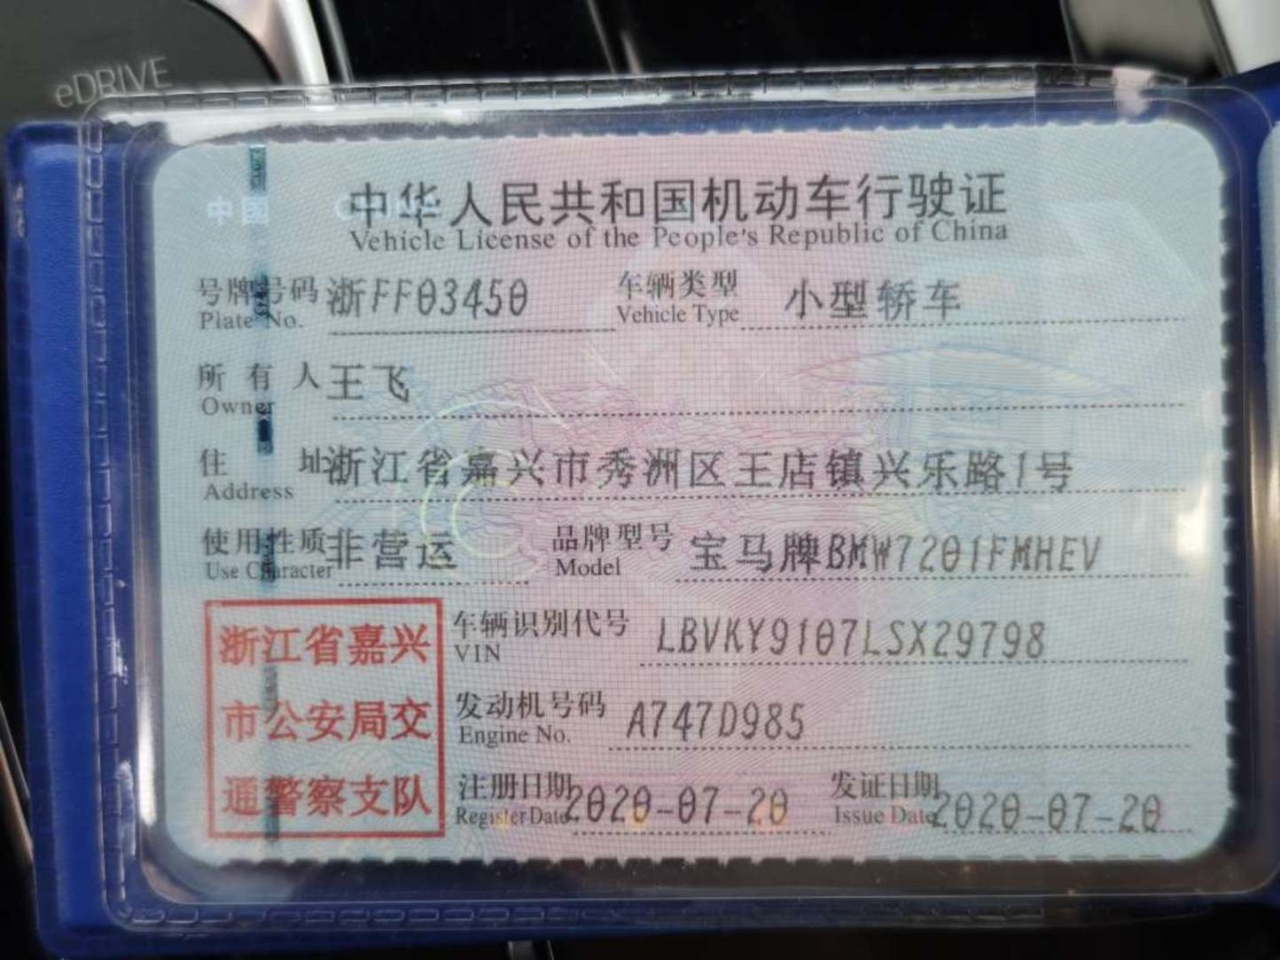 eDRIVE
中国
中华人民共和国机动车行驶证
Vehicle License of the People's Republic of China
号牌号码 浙FF03450 车辆类型 小型轿车
Plate No. Vehicle Type
所有人 王飞
Owner
住址 浙江省嘉兴市秀洲区王店镇兴乐路1号
Address
使用性质 非营运 品牌型号 宝马牌BMW7201FMHEV
Use Character Model
浙江省嘉兴
市公安局交
通警察支队
车辆识别代号 LBVKY9107LSX29798
VIN
发动机号码 A747D985
Engine No.
注册日期 2020-07-20 发证日期 2020-07-20
Register Date Issue Date